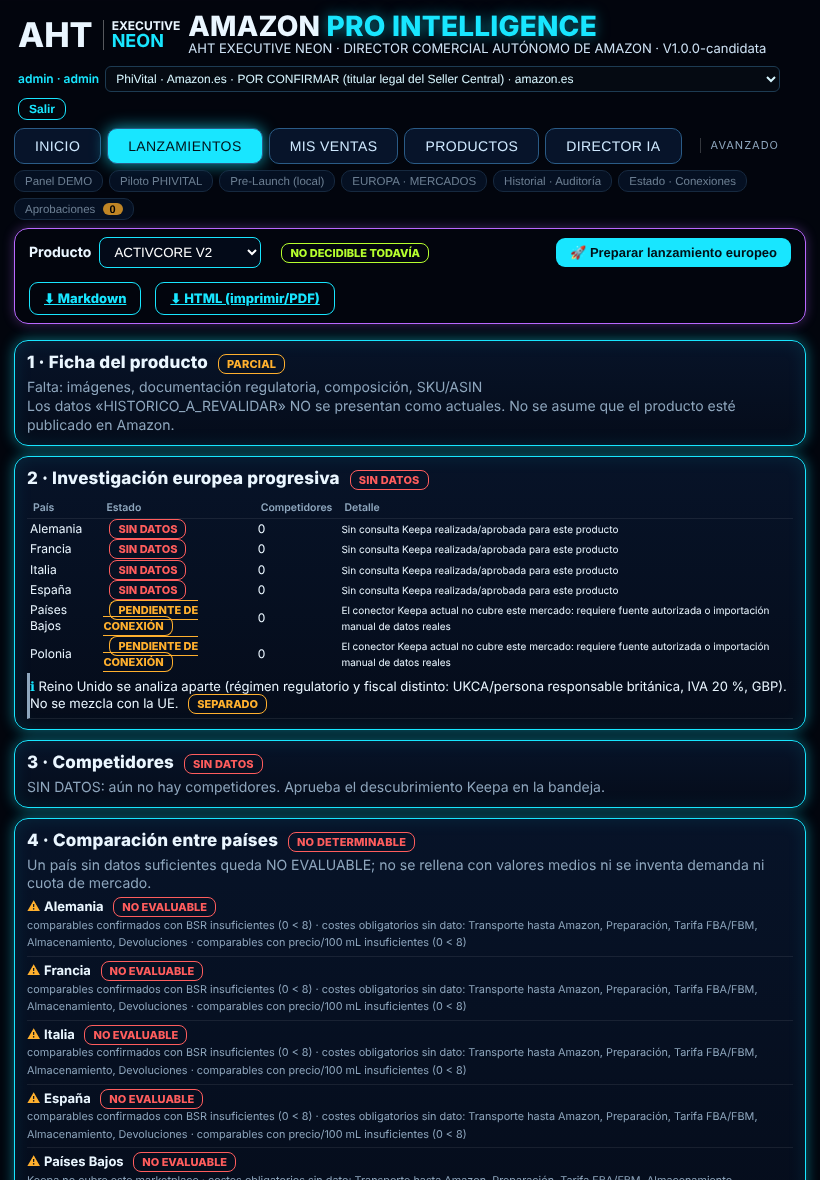 AHT EXECUTIVE NEON
AMAZON PRO INTELLIGENCE
AHT EXECUTIVE NEON · DIRECTOR COMERCIAL AUTÓNOMO DE AMAZON · V1.0.0-candidata
admin · admin PhiVital · Amazon.es · POR CONFIRMAR (titular legal del Seller Central) · amazon.es
Salir
INICIO LANZAMIENTOS MIS VENTAS PRODUCTOS DIRECTOR IA AVANZADO
Panel DEMO Piloto PHIVITAL Pre-Launch (local) EUROPA · MERCADOS Historial · Auditoría Estado · Conexiones
Aprobaciones 0
Producto ACTIVCORE V2 NO DECIDIBLE TODAVÍA 🚀 Preparar lanzamiento europeo
⬇ Markdown ⬇ HTML (imprimir/PDF)
1 · Ficha del producto PARCIAL
Falta: imágenes, documentación regulatoria, composición, SKU/ASIN
Los datos «HISTORICO_A_REVALIDAR» NO se presentan como actuales. No se asume que el producto esté
publicado en Amazon.
2 · Investigación europea progresiva SIN DATOS
País Estado Competidores Detalle
Alemania SIN DATOS 0 Sin consulta Keepa realizada/aprobada para este producto
Francia SIN DATOS 0 Sin consulta Keepa realizada/aprobada para este producto
Italia SIN DATOS 0 Sin consulta Keepa realizada/aprobada para este producto
España SIN DATOS 0 Sin consulta Keepa realizada/aprobada para este producto
Países Bajos PENDIENTE DE CONEXIÓN 0 El conector Keepa actual no cubre este mercado: requiere fuente autorizada o importación
manual de datos reales
Polonia PENDIENTE DE CONEXIÓN 0 El conector Keepa actual no cubre este mercado: requiere fuente autorizada o importación
manual de datos reales
ℹ Reino Unido se analiza aparte (régimen regulatorio y fiscal distinto: UKCA/persona responsable británica, IVA 20 %, GBP).
No se mezcla con la UE. SEPARADO
3 · Competidores SIN DATOS
SIN DATOS: aún no hay competidores. Aprueba el descubrimiento Keepa en la bandeja.
4 · Comparación entre países NO DETERMINABLE
Un país sin datos suficientes queda NO EVALUABLE; no se rellena con valores medios ni se inventa demanda ni
cuota de mercado.
⚠ Alemania NO EVALUABLE
comparables confirmados con BSR insuficientes (0 < 8) · costes obligatorios sin dato: Transporte hasta Amazon, Preparación, Tarifa FBA/FBM,
Almacenamiento, Devoluciones · comparables con precio/100 mL insuficientes (0 < 8)
⚠ Francia NO EVALUABLE
comparables confirmados con BSR insuficientes (0 < 8) · costes obligatorios sin dato: Transporte hasta Amazon, Preparación, Tarifa FBA/FBM,
Almacenamiento, Devoluciones · comparables con precio/100 mL insuficientes (0 < 8)
⚠ Italia NO EVALUABLE
comparables confirmados con BSR insuficientes (0 < 8) · costes obligatorios sin dato: Transporte hasta Amazon, Preparación, Tarifa FBA/FBM,
Almacenamiento, Devoluciones · comparables con precio/100 mL insuficientes (0 < 8)
⚠ España NO EVALUABLE
comparables confirmados con BSR insuficientes (0 < 8) · costes obligatorios sin dato: Transporte hasta Amazon, Preparación, Tarifa FBA/FBM,
Almacenamiento, Devoluciones · comparables con precio/100 mL insuficientes (0 < 8)
⚠ Países Bajos NO EVALUABLE
Keepa no cubre este marketplace · costes obligatorios sin dato: Transporte hasta Amazon, Preparación, Tarifa FBA/FBM, Almacenamiento,